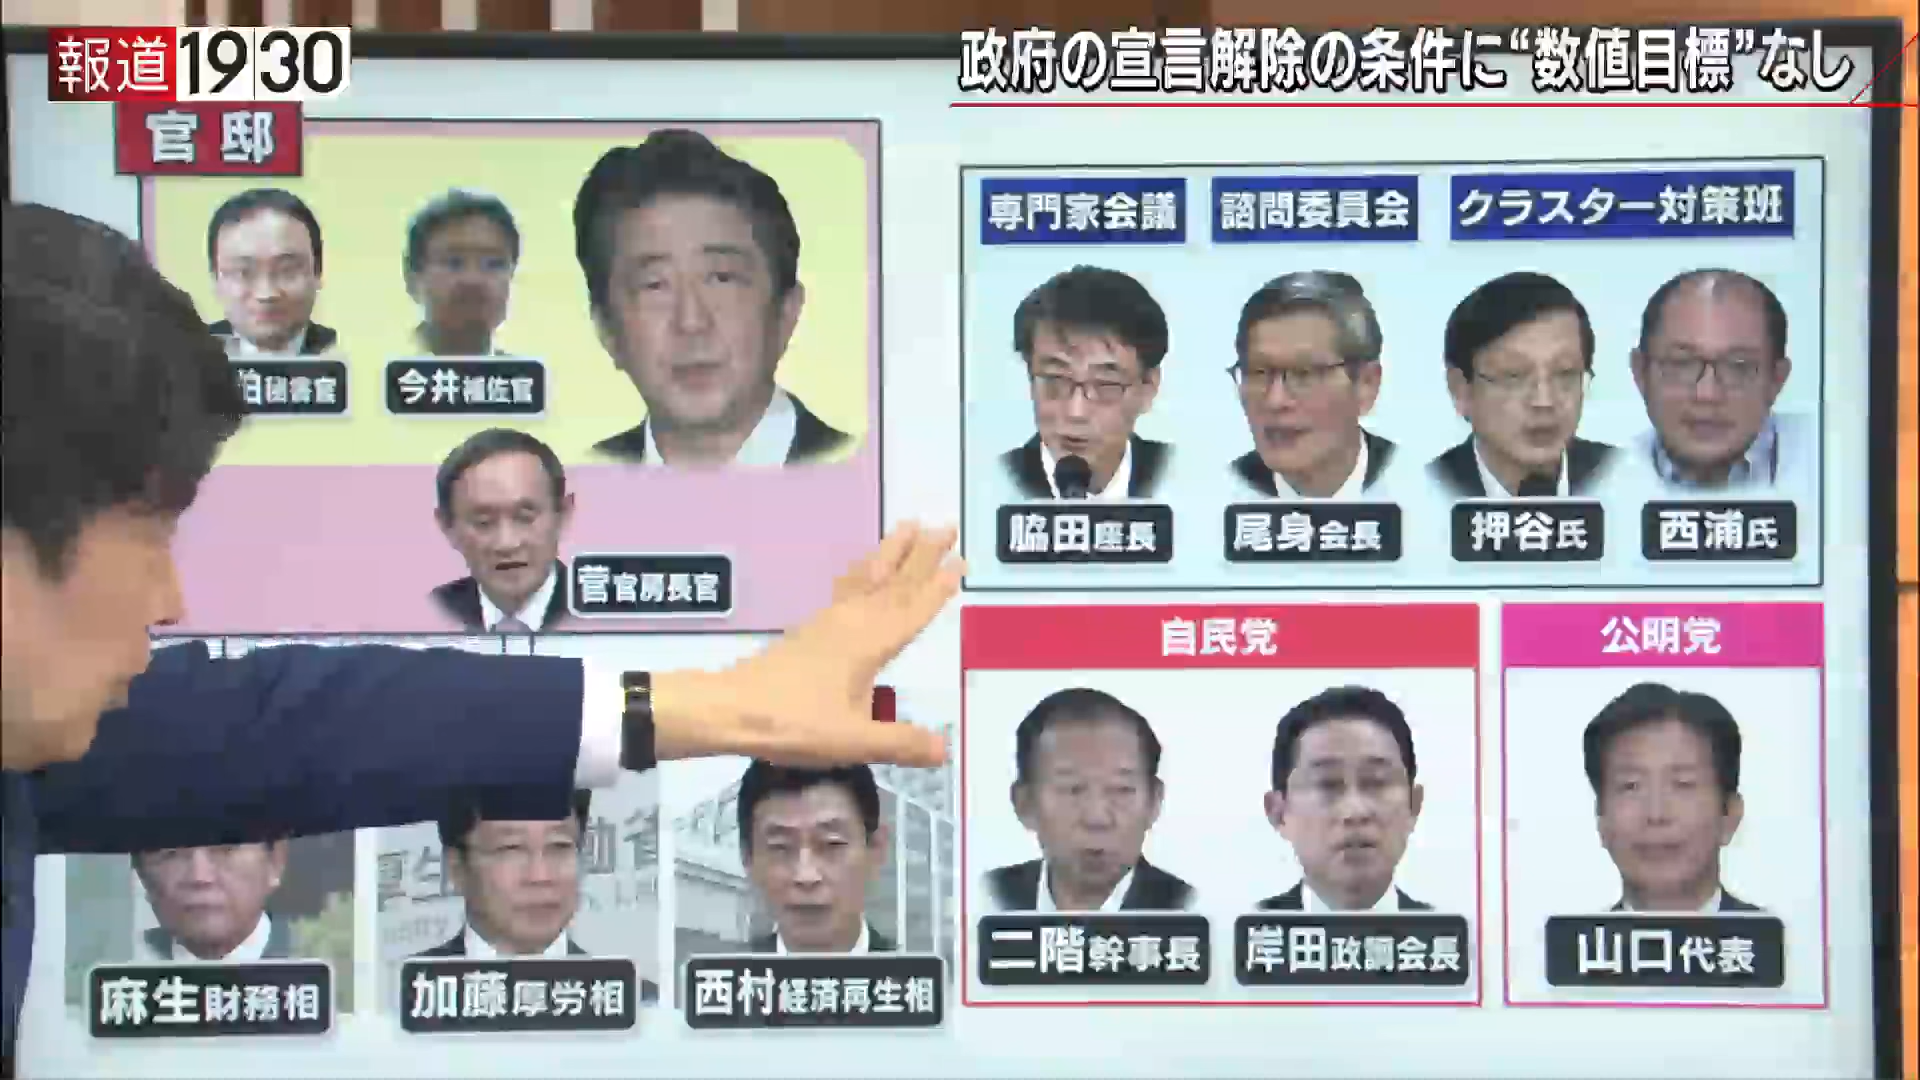 報道1930
政府の宣言解除の条件に“数値目標”なし
官邸
秘書官
今井補佐官
菅官房長官
麻生財務相
加藤厚労相
西村経済再生相
専門家会議
諮問委員会
クラスター対策班
脇田座長
尾身会長
押谷氏
西浦氏
自民党
公明党
二階幹事長
岸田政調会長
山口代表